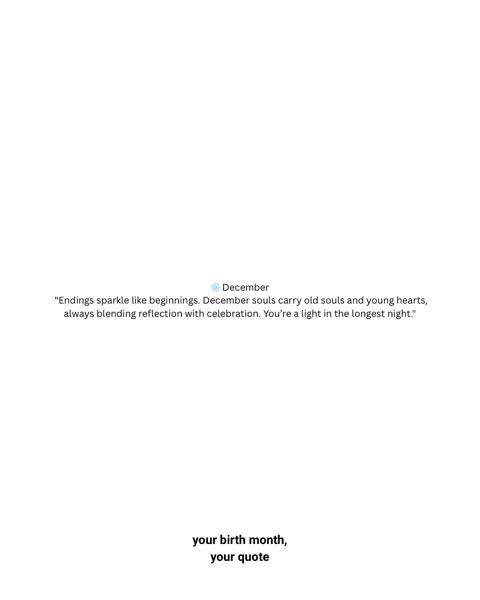 ❄️ December
"Endings sparkle like beginnings. December souls carry old souls and young hearts,
always blending reflection with celebration. You're a light in the longest night."
your birth month,
your quote